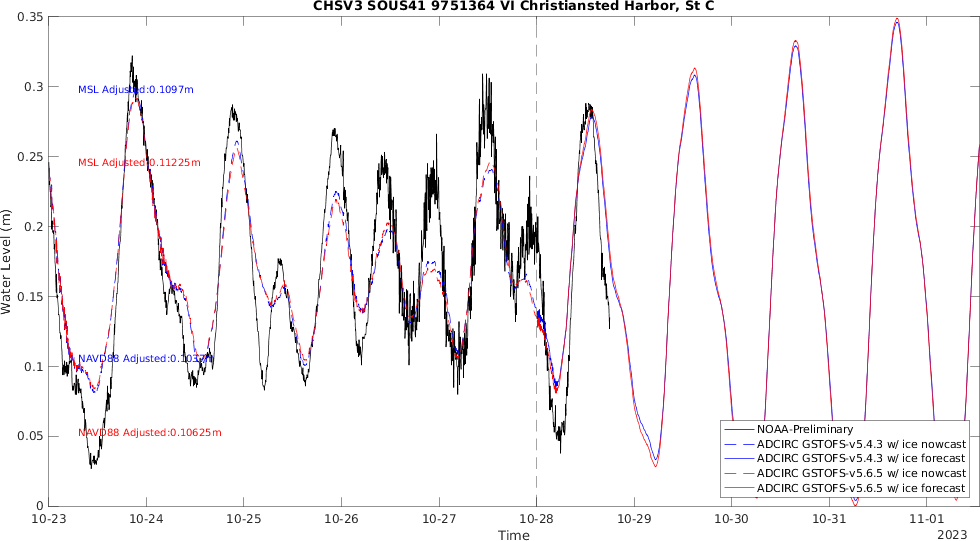 CHSV3 SOUS41 9751364 VI Christiansted Harbor, St C
0.35
0.3
0.25
0.2
0.15
0.1
0.05
0
Water Level (m)
MSL Adjusted:0.1097m
MSL Adjusted:0.11225m
NAVD88 Adjusted:0.1037m
NAVD88 Adjusted:0.10625m
NOAA-Preliminary
ADCIRC GSTOFS-v5.4.3 w/ ice nowcast
ADCIRC GSTOFS-v5.4.3 w/ ice forecast
ADCIRC GSTOFS-v5.6.5 w/ ice nowcast
ADCIRC GSTOFS-v5.6.5 w/ ice forecast
10-23 10-24 10-25 10-26 10-27 10-28 10-29 10-30 10-31 11-01
Time
2023